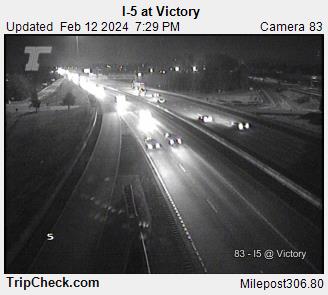 I-5 at Victory
Updated Feb 12 2024 7:29 PM Camera 83
T
S
83 - I5 @ Victory
TripCheck.com Milepost306.80